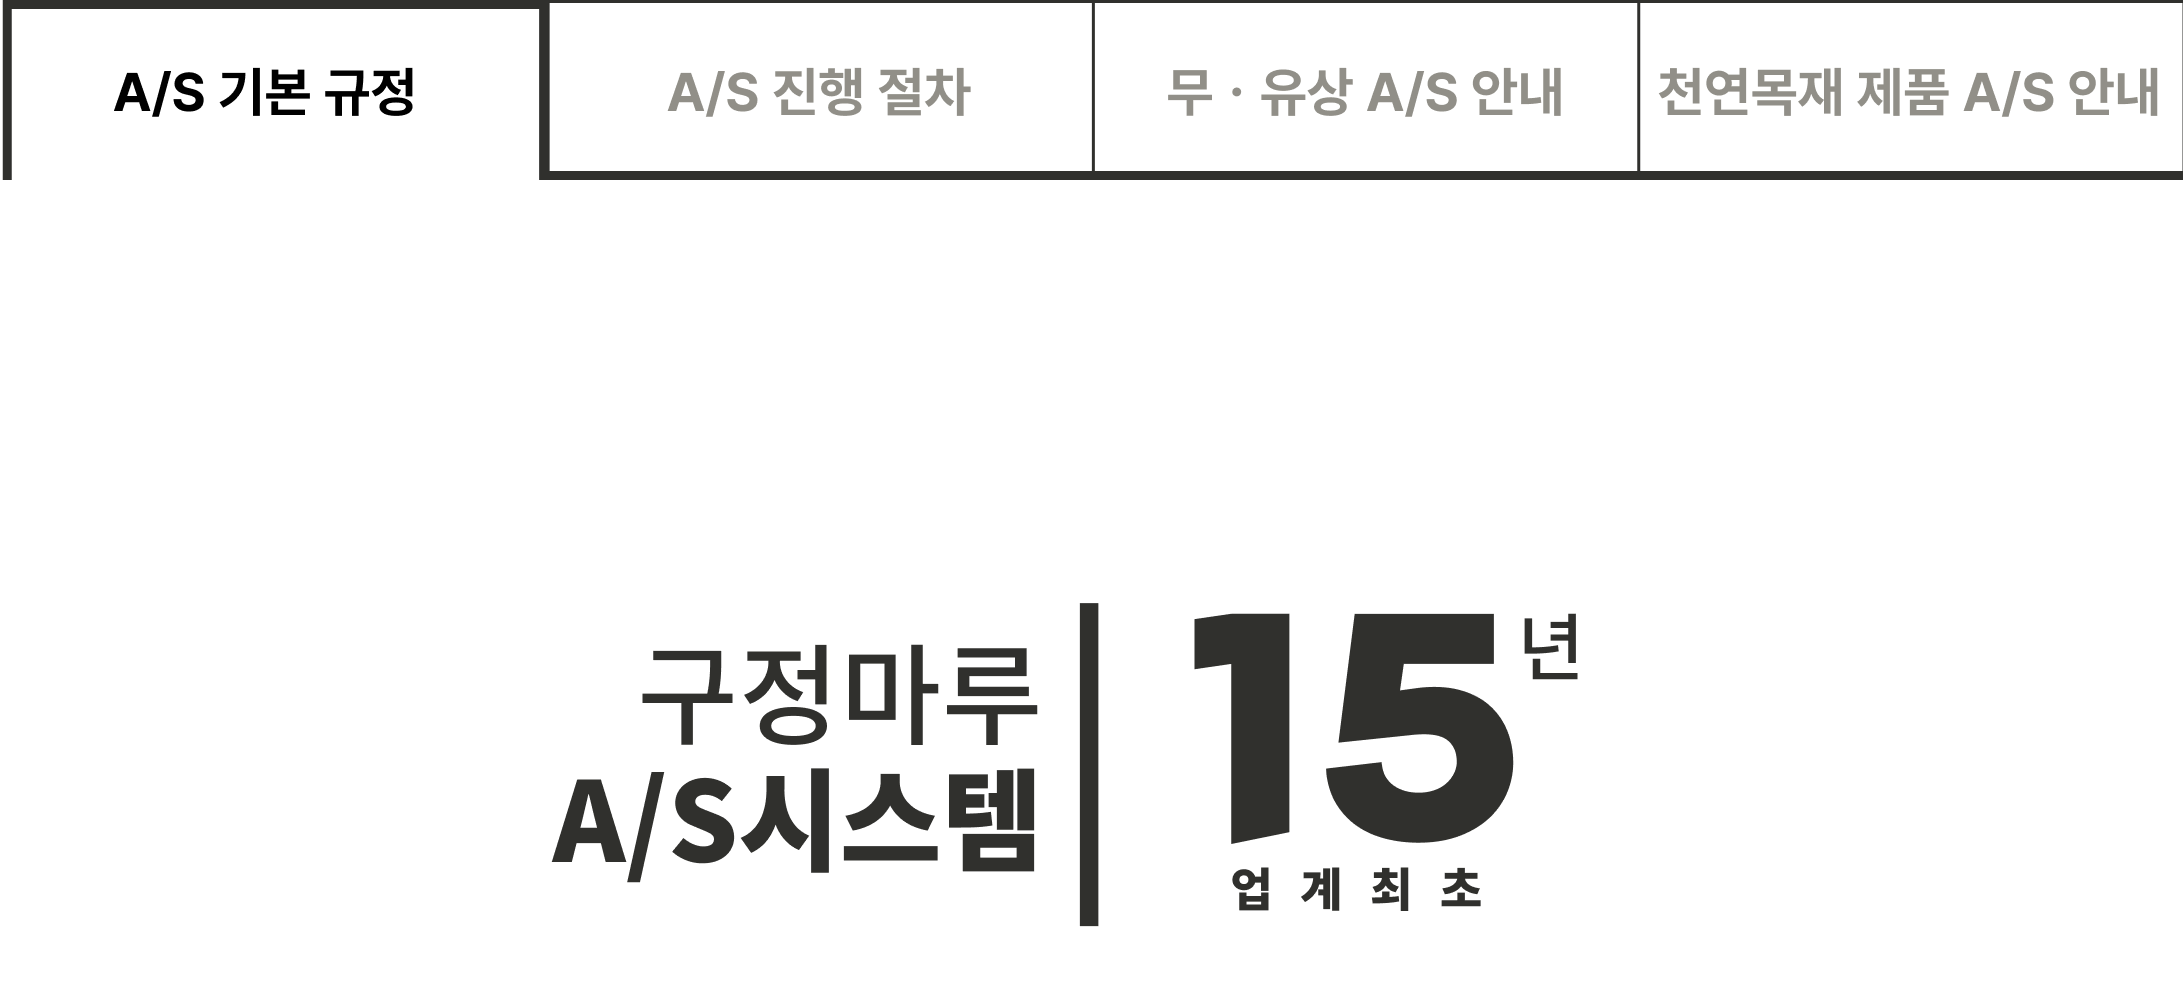 A/S 기본 규정
A/S 진행 절차
무 · 유상 A/S 안내
천연목재 제품 A/S 안내
구정마루
A/S시스템
15년
업계최초